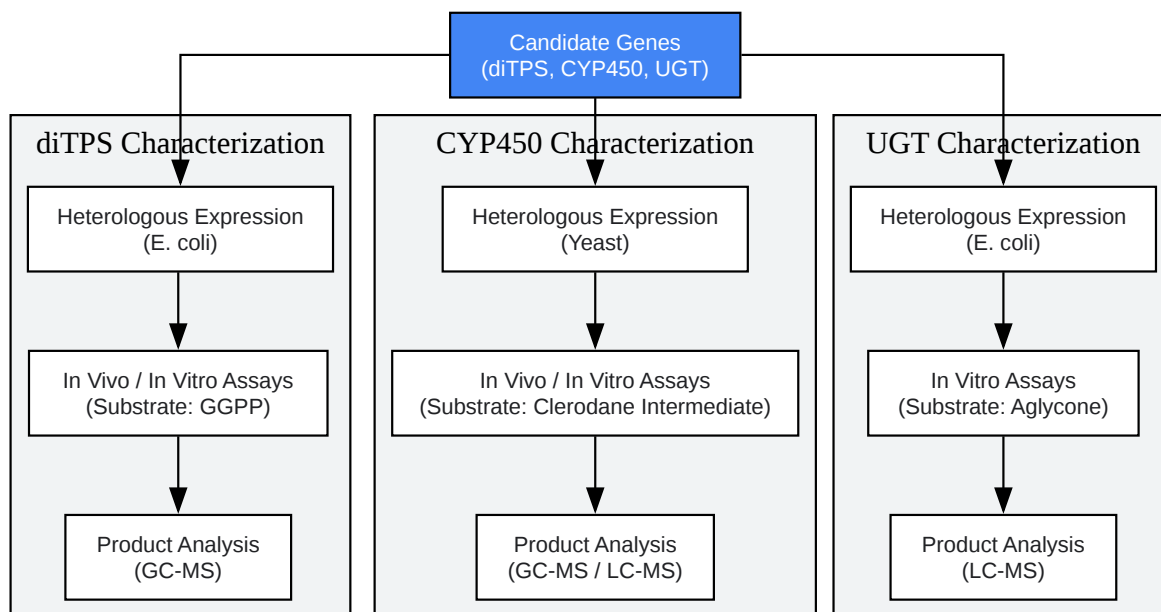 Candidate Genes
(diTPS, CYP450, UGT)
diTPS Characterization
Heterologous Expression
(E. coli)
In Vivo / In Vitro Assays
(Substrate: GGPP)
Product Analysis
(GC-MS)
CYP450 Characterization
Heterologous Expression
(Yeast)
In Vivo / In Vitro Assays
(Substrate: Clerodane Intermediate)
Product Analysis
(GC-MS / LC-MS)
UGT Characterization
Heterologous Expression
(E. coli)
In Vitro Assays
(Substrate: Aglycone)
Product Analysis
(LC-MS)